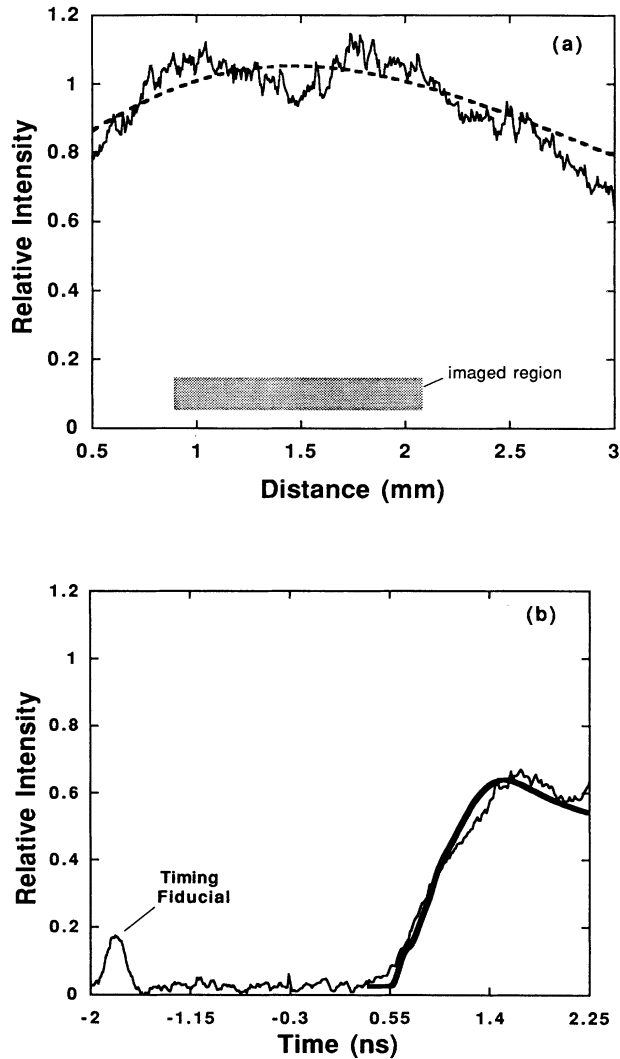 (a)
1.2
1
0.8
0.6
0.4
0.2
0
Relative Intensity
imaged region
0.5 1 1.5 2 2.5 3
Distance (mm)
(b)
1.2
1
0.8
0.6
0.4
0.2
0
Relative Intensity
Timing
Fiducial
-2 -1.15 -0.3 0.55 1.4 2.25
Time (ns)